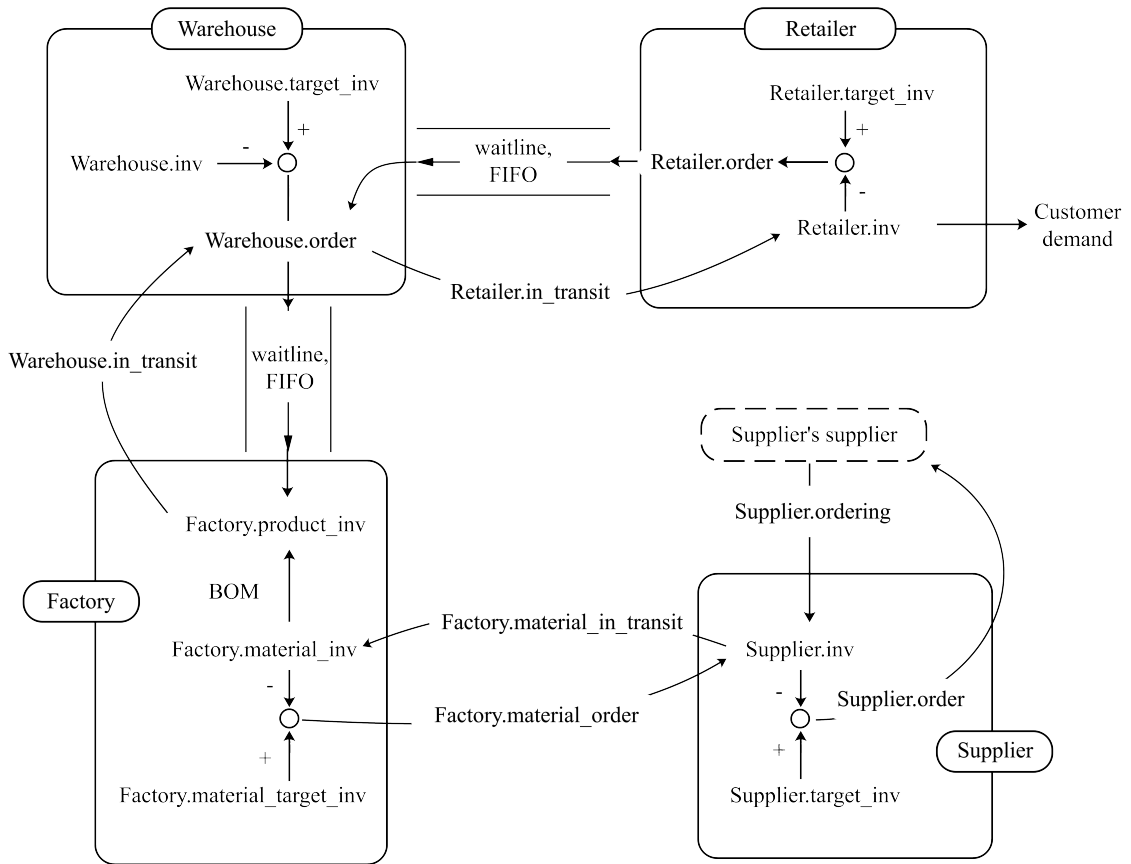 Warehouse
Warehouse.target_inv
+
-
Warehouse.inv
Warehouse.order
waitline,
FIFO
Retailer
Retailer.target_inv
+
Retailer.order
-
Retailer.inv
Customer
demand
Retailer.in_transit
Warehouse.in_transit
waitline,
FIFO
Factory
Factory.product_inv
BOM
Factory.material_inv
-
+
Factory.material_target_inv
Factory.material_in_transit
Factory.material_order
Supplier's supplier
Supplier.ordering
Supplier.inv
-
Supplier.order
+
Supplier
Supplier.target_inv